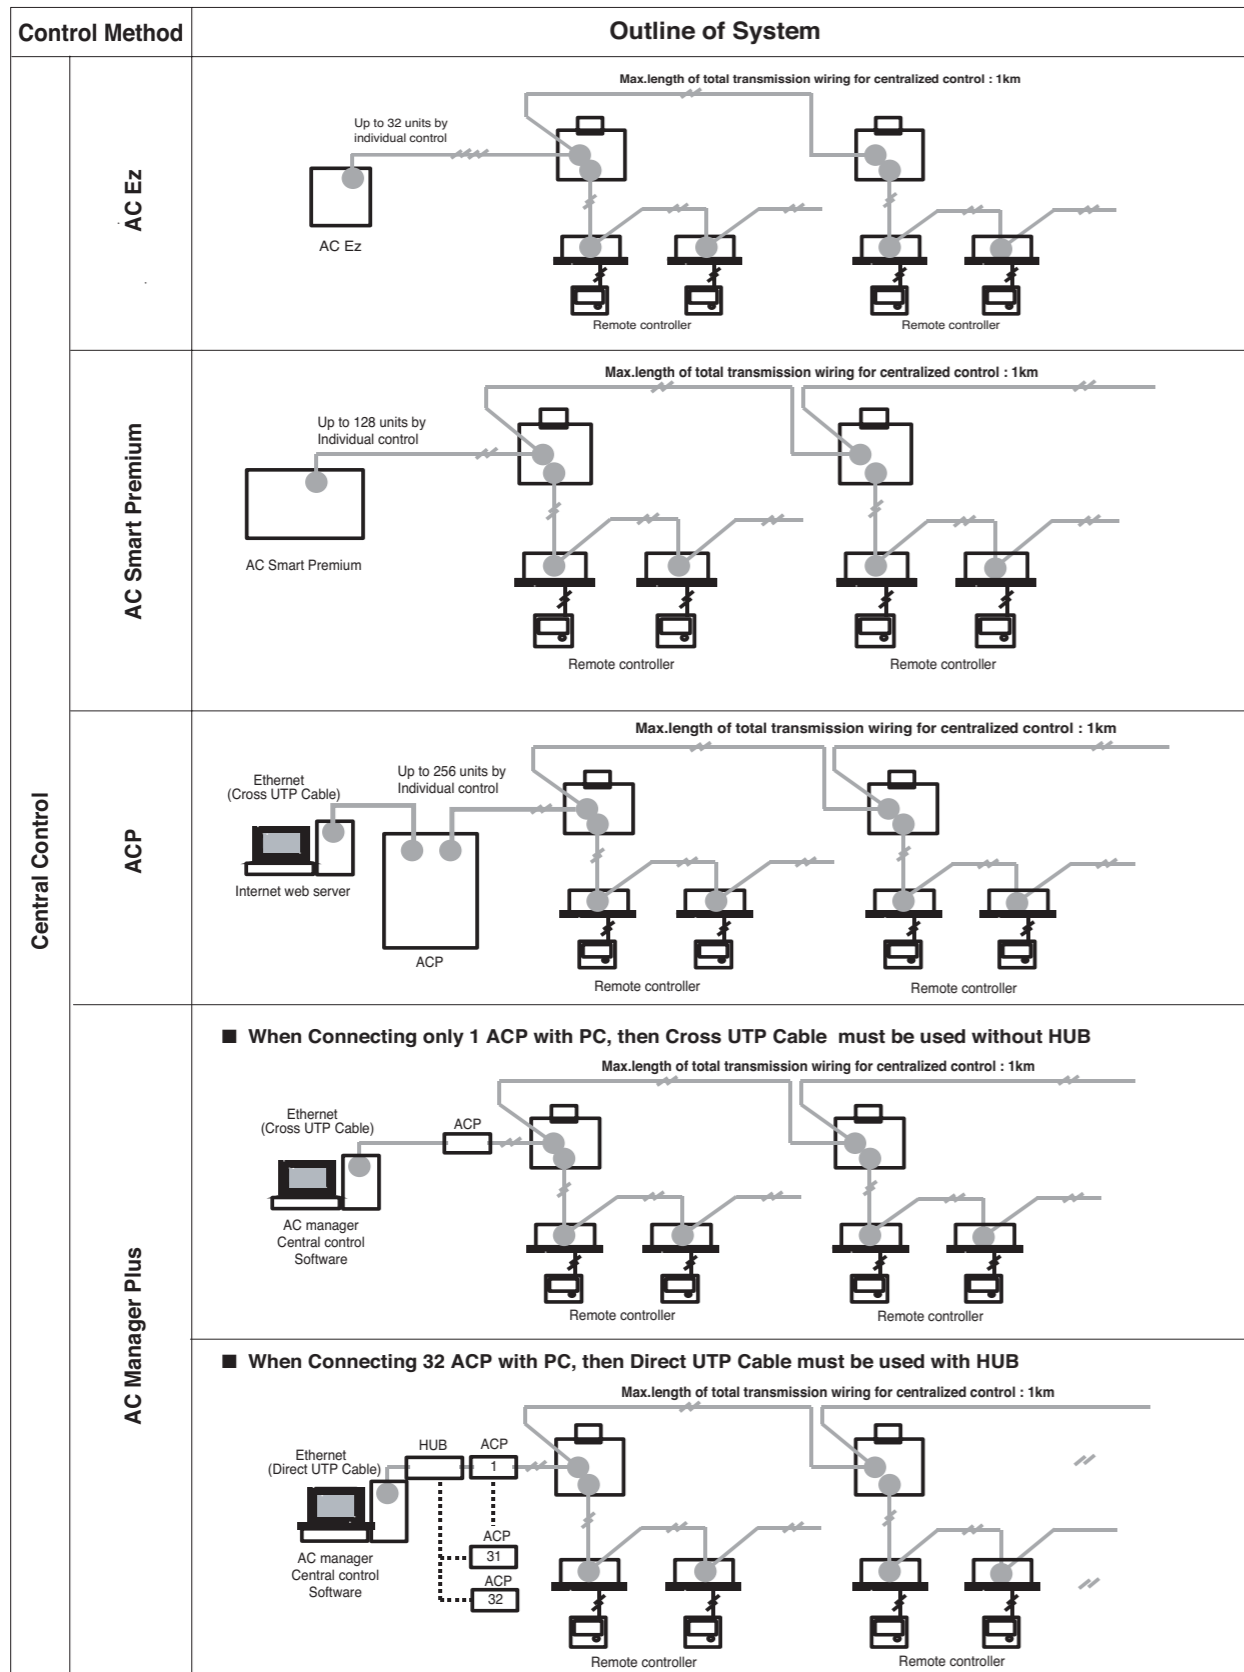 Control Method
Outline of System
Central Control
AC Ez
Max.length of total transmission wiring for centralized control : 1km
Up to 32 units by
individual control
AC Ez
Remote controller
Remote controller
AC Smart Premium
Max.length of total transmission wiring for centralized control : 1km
Up to 128 units by
Individual control
AC Smart Premium
Remote controller
Remote controller
ACP
Max.length of total transmission wiring for centralized control : 1km
Ethernet
(Cross UTP Cable)
Up to 256 units by
Individual control
Internet web server
ACP
Remote controller
Remote controller
AC Manager Plus
■ When Connecting only 1 ACP with PC, then Cross UTP Cable must be used without HUB
Max.length of total transmission wiring for centralized control : 1km
Ethernet
(Cross UTP Cable)
ACP
AC manager
Central control
Software
Remote controller
Remote controller
■ When Connecting 32 ACP with PC, then Direct UTP Cable must be used with HUB
Max.length of total transmission wiring for centralized control : 1km
Ethernet
(Direct UTP Cable)
HUB
ACP
1
ACP
31
ACP
32
AC manager
Central control
Software
Remote controller
Remote controller